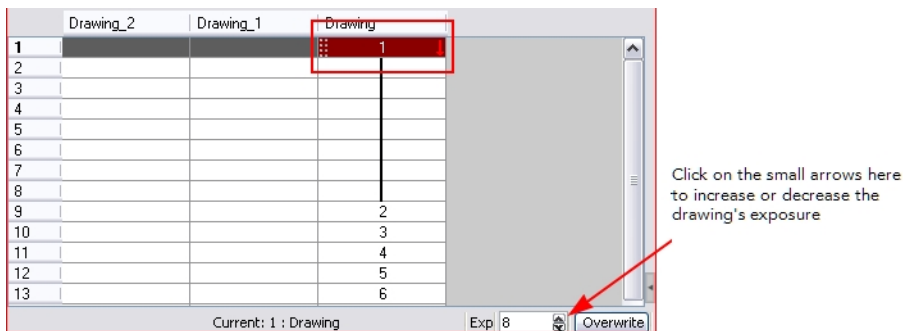 Drawing_2 Drawing_1 Drawing
1 1
2
3
4
5
6
7
8
9 2
10 3
11 4
12 5
13 6
Click on the small arrows here
to increase or decrease the
drawing's exposure
Current: 1 : Drawing Exp 8 Overwrite